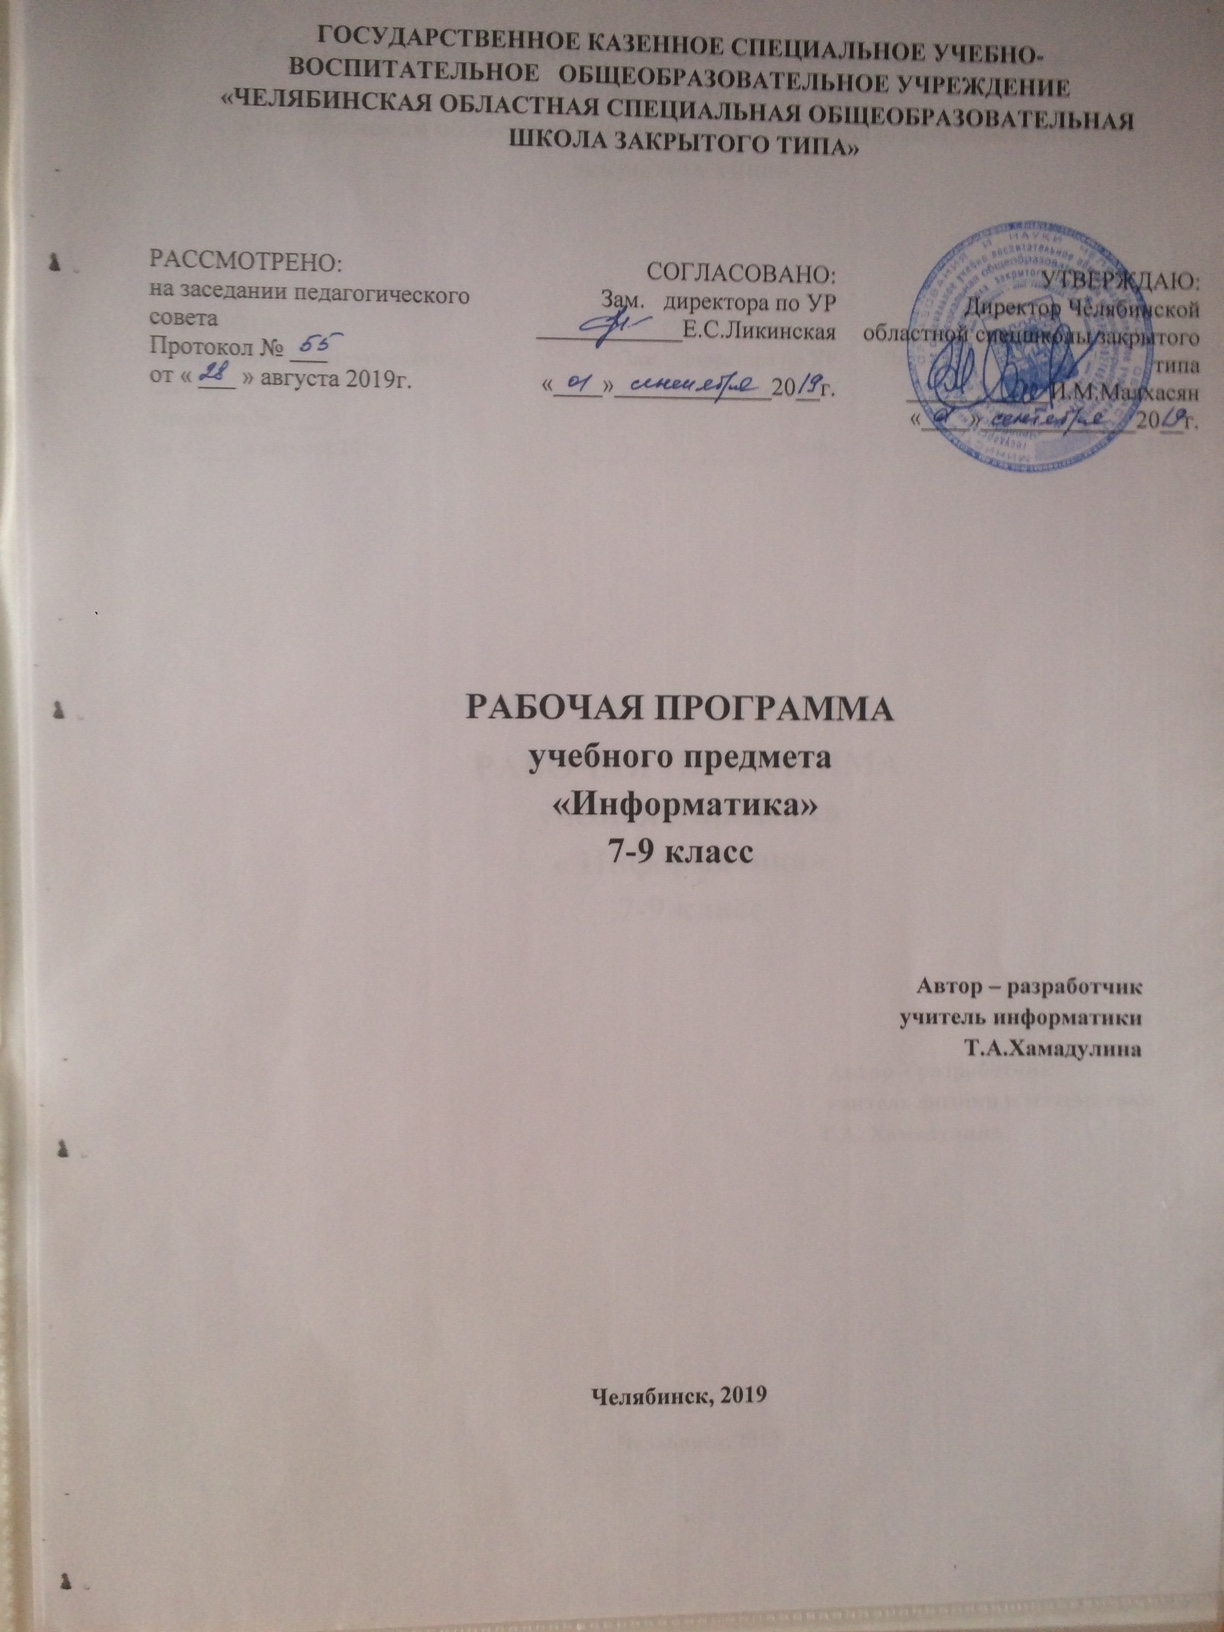 ГОСУДАРСТВЕННОЕ КАЗЕННОЕ СПЕЦИАЛЬНОЕ УЧЕБНО-
ВОСПИТАТЕЛЬНОЕ ОБЩЕОБРАЗОВАТЕЛЬНОЕ УЧРЕЖДЕНИЕ
«ЧЕЛЯБИНСКАЯ ОБЛАСТНАЯ СПЕЦИАЛЬНАЯ ОБЩЕОБРАЗОВАТЕЛЬНАЯ
ШКОЛА ЗАКРЫТОГО ТИПА»
РАССМОТРЕНО:
на заседании педагогического
совета
Протокол № 55
от « 28 » августа 2019г.
СОГЛАСОВАНО:
Зам. директора по УР
Е.С.Ликинская
« 01 » сентября 2019г.
УТВЕРЖДАЮ:
Директор Челябинской
областной спецшколы закрытого
типа
И.М.Малхасян
« 01 » сентября 2019г.
РАБОЧАЯ ПРОГРАММА
учебного предмета
«Информатика»
7-9 класс
Автор – разработчик
учитель информатики
Т.А.Хамадулина
Челябинск, 2019